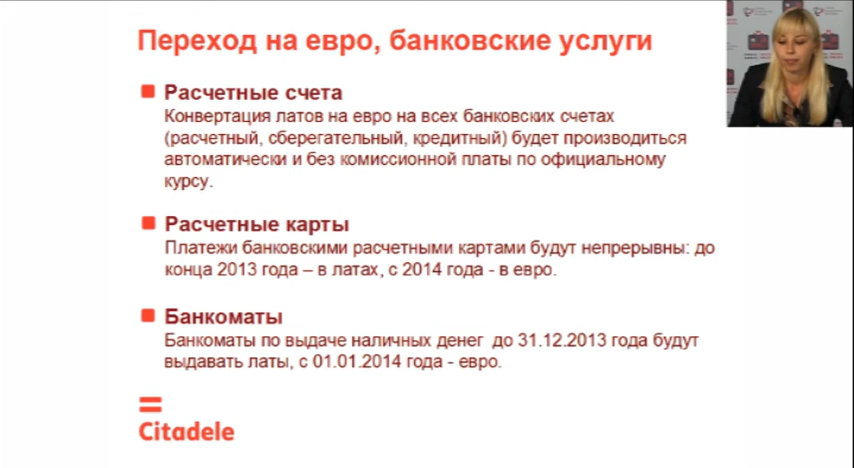 Переход на евро, банковские услуги
Расчетные счета
Конвертация латов на евро на всех банковских счетах
(расчетный, сберегательный, кредитный) будет производиться
автоматически и без комиссионной платы по официальному
курсу.
Расчетные карты
Платежи банковскими расчетными картами будут непрерывны: до
конца 2013 года – в латах, с 2014 года - в евро.
Банкоматы
Банкоматы по выдаче наличных денег до 31.12.2013 года будут
выдавать латы, с 01.01.2014 года - евро.
Citadele